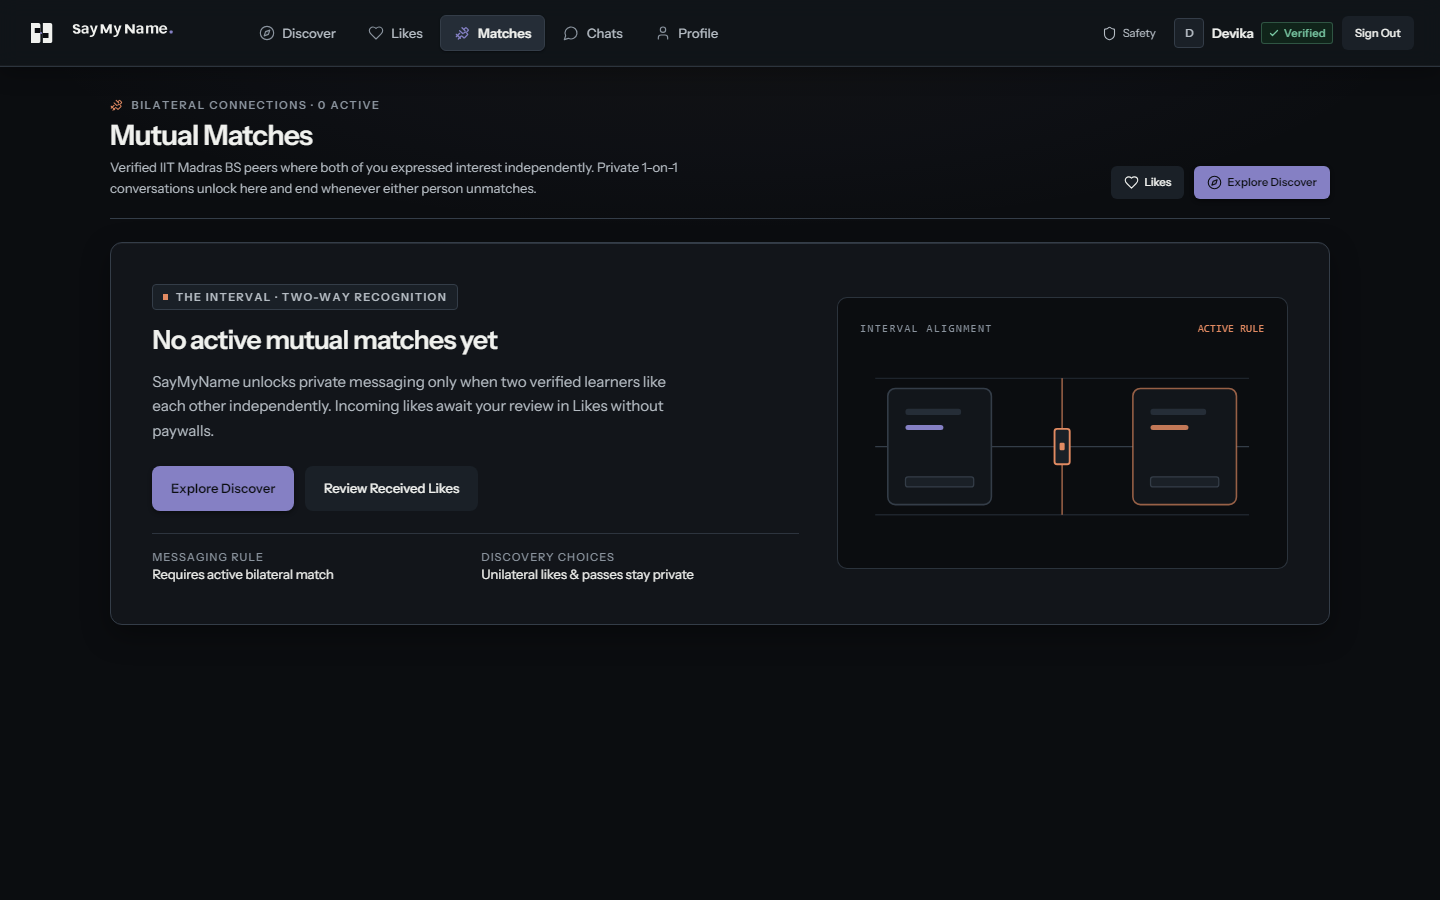 SayMyName.
Discover
Likes
Matches
Chats
Profile
Safety
D
Devika
Verified
Sign Out
BILATERAL CONNECTIONS · 0 ACTIVE
Mutual Matches
Verified IIT Madras BS peers where both of you expressed interest independently. Private 1-on-1
conversations unlock here and end whenever either person unmatches.
Likes
Explore Discover
THE INTERVAL · TWO-WAY RECOGNITION
No active mutual matches yet
SayMyName unlocks private messaging only when two verified learners like
each other independently. Incoming likes await your review in Likes without
paywalls.
Explore Discover
Review Received Likes
MESSAGING RULE
Requires active bilateral match
DISCOVERY CHOICES
Unilateral likes & passes stay private
INTERVAL ALIGNMENT
ACTIVE RULE